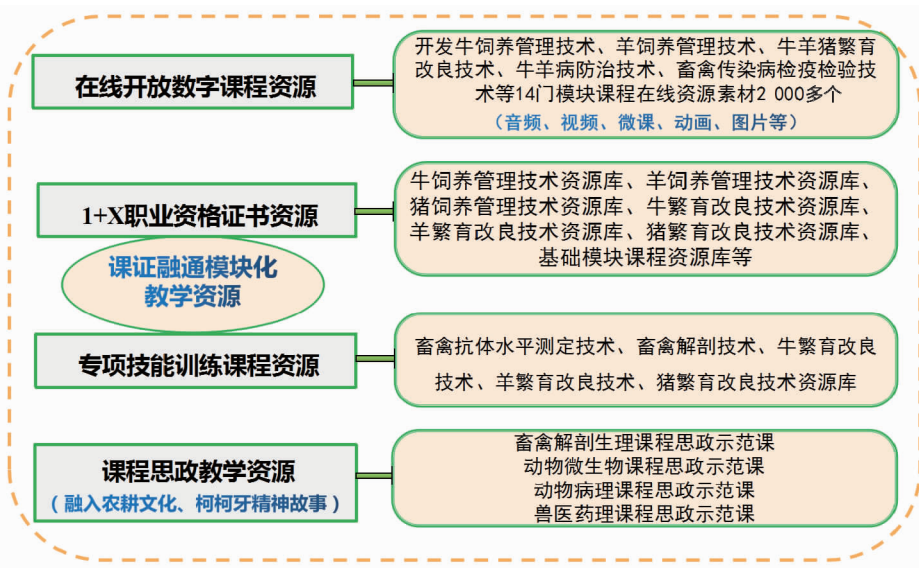 在线开放数字课程资源
开发牛饲养管理技术、羊饲养管理技术、牛羊猪繁育
改良技术、牛羊病防治技术、畜禽传染病检疫检验技
术等14门模块课程在线资源素材2 000多个
（音频、视频、微课、动画、图片等）
1+X职业资格证书资源
牛饲养管理技术资源库、羊饲养管理技术资源库、
猪饲养管理技术资源库、牛繁育改良技术资源库、
羊繁育改良技术资源库、猪繁育改良技术资源库、
基础模块课程资源库等
课证融通模块化
教学资源
专项技能训练课程资源
畜禽抗体水平测定技术、畜禽解剖技术、牛繁育改良
技术、羊繁育改良技术、猪繁育改良技术资源库
课程思政教学资源
（融入农耕文化、柯柯牙精神故事）
畜禽解剖生理课程思政示范课
动物微生物课程思政示范课
动物病理课程思政示范课
兽医药理课程思政示范课